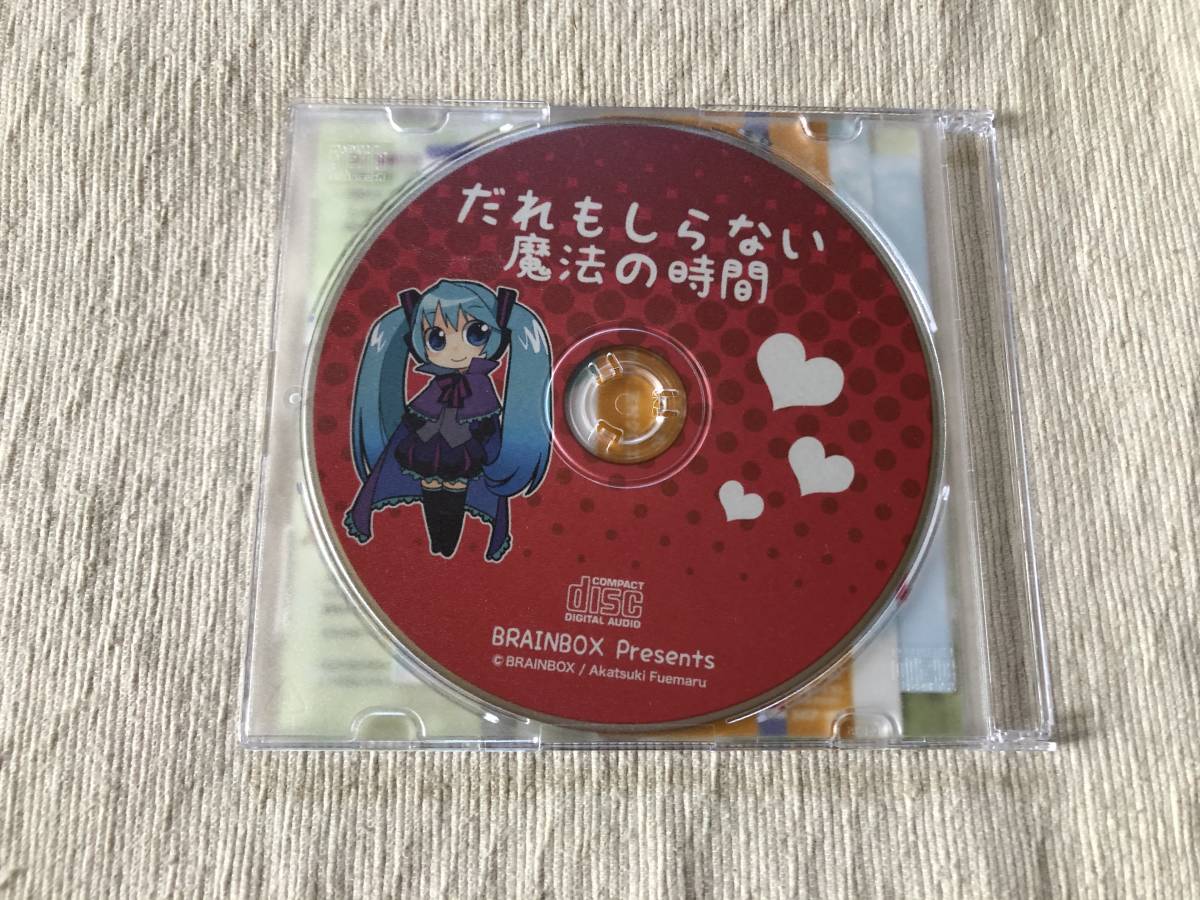 だれもしらない
魔法の時間
COMPACT
disc
DIGITAL AUDIO
BRAINBOX Presents
© BRAINBOX / Akatsuki Fuemaru